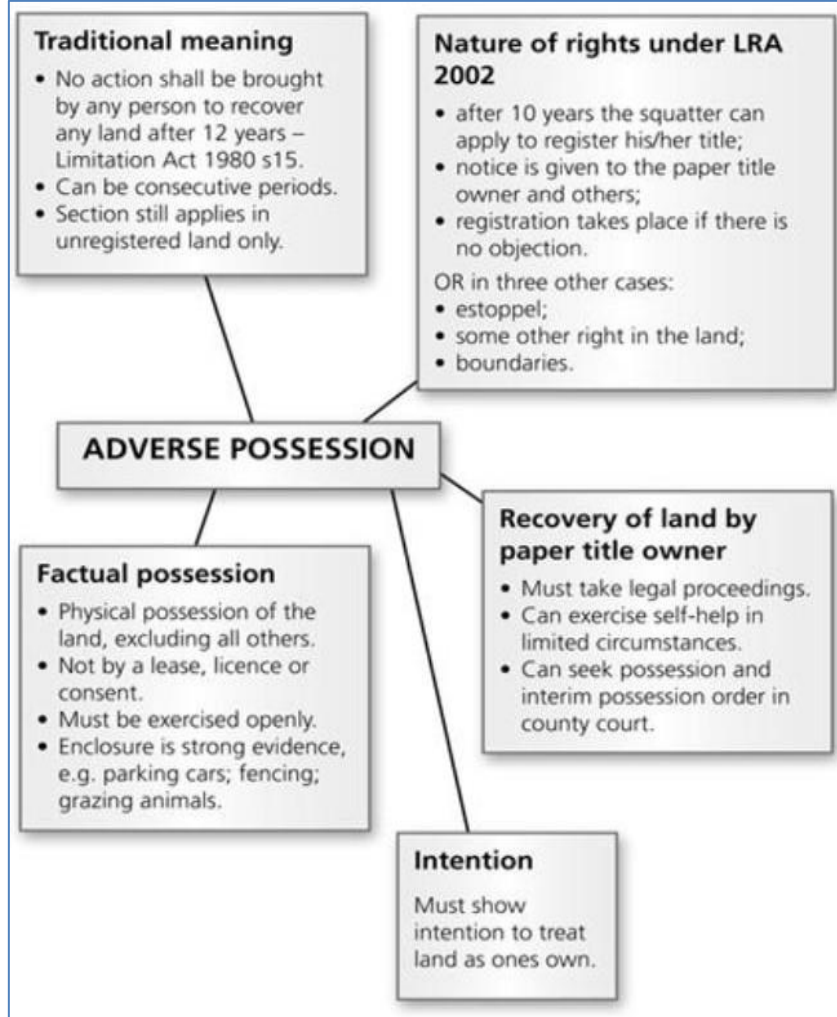 Traditional meaning
• No action shall be brought
by any person to recover
any land after 12 years –
Limitation Act 1980 s15.
• Can be consecutive periods.
• Section still applies in
unregistered land only.
Nature of rights under LRA
2002
• after 10 years the squatter can
apply to register his/her title;
• notice is given to the paper title
owner and others;
• registration takes place if there is
no objection.
OR in three other cases:
• estoppel;
• some other right in the land;
• boundaries.
ADVERSE POSSESSION
Factual possession
• Physical possession of the
land, excluding all others.
• Not by a lease, licence or
consent.
• Must be exercised openly.
• Enclosure is strong evidence,
e.g. parking cars; fencing;
grazing animals.
Recovery of land by
paper title owner
• Must take legal proceedings.
• Can exercise self-help in
limited circumstances.
• Can seek possession and
interim possession order in
county court.
Intention
Must show
intention to treat
land as ones own.